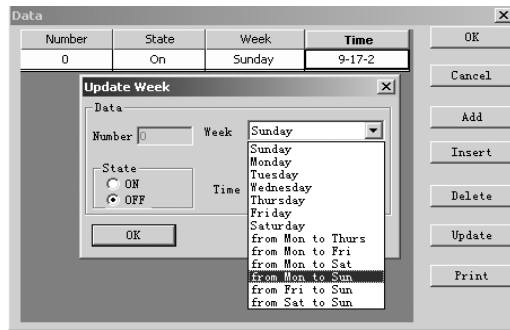 Data
Number State Week Time
0 On Sunday 9-17-2
OK
Cancel
Add
Insert
Delete
Update
Print
Update Week
Data
Number 0
Week Sunday
State
ON
OFF
Time
OK
Sunday
Monday
Tuesday
Wednesday
Thursday
Friday
Saturday
from Mon to Thurs
from Mon to Fri
from Mon to Sat
from Mon to Sun
from Fri to Sun
from Sat to Sun